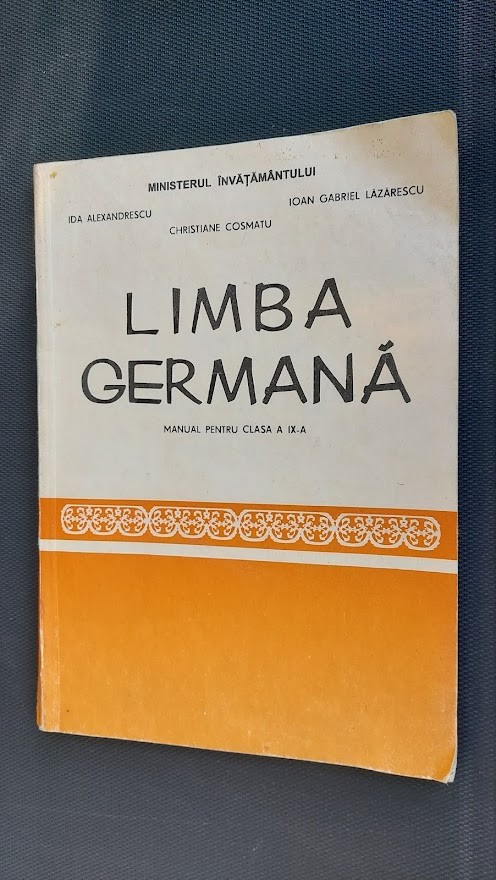 MINISTERUL ÎNVĂȚĂMÂNTULUI
IDA ALEXANDRESCU
CHRISTIANE COSMATU
IOAN GABRIEL LĂZĂRESCU
LIMBA
GERMANĂ
MANUAL PENTRU CLASA A IX-A